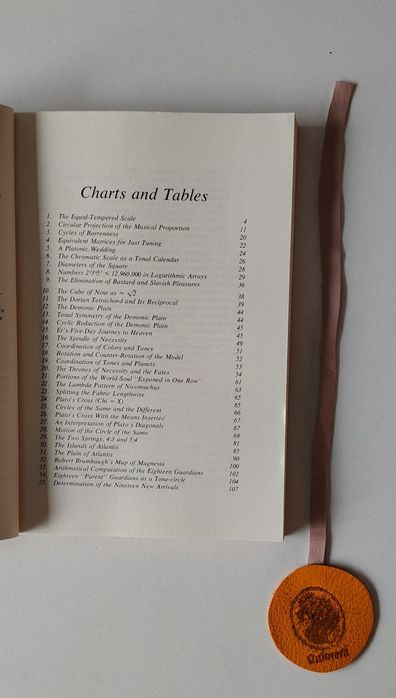 Charts and Tables
1. The Equal-Tempered Scale 4
2. Circular Projection of the Musical Proportion 11
3. Cycles of Barrenness 20
4. Equivalent Matrices for Just Tuning 22
5. A Platonic Wedding 24
6. The Chromatic Scale as a Tonal Calendar 26
7. Diameters of the Square 28
8. Numbers 2ᵖ3ᵍ5ʳ ⩽ 12,960,000 in Logarithmic Arrays 29
9. The Elimination of Bastard and Slavish Pleasures 36
10. The Cube of Nine as ∼ √2 38
11. The Dorian Tetrachord and Its Reciprocal 39
12. The Demonic Plain 44
13. Tonal Symmetry of the Demonic Plain 44
14. Cyclic Reduction of the Demonic Plain 45
15. Er's Five-Day Journey to Heaven 45
16. The Spindle of Necessity 49
17. Coordination of Colors and Tones 51
18. Rotation and Counter-Rotation of the Model 52
19. Coordination of Tones and Planets 53
20. The Thrones of Necessity and the Fates 54
21. Portions of the World-Soul "Exponed in One Row" 61
22. The Lambda Pattern of Nicomachus 63
23. Splitting the Fabric Lengthwise 65
24. Plato's Cross (Chi = X) 65
25. Circles of the Same and the Different 66
26. Plato's Cross With the Means Inserted 67
27. An Interpretation of Plato's Diagonals 67
28. Motion of the Circle of the Same 68
29. The Two Springs, 4:3 and 5:4 81
30. The Islands of Atlantis 85
31. The Plain of Atlantis 90
32. Robert Brumbaugh's Map of Magnesia 100
33. Arithmetical Computation of the Eighteen Guardians 102
34. Eighteen "Parent" Guardians as a Tone-circle 104
35. Determination of the Nineteen New Arrivals 107
Quimera